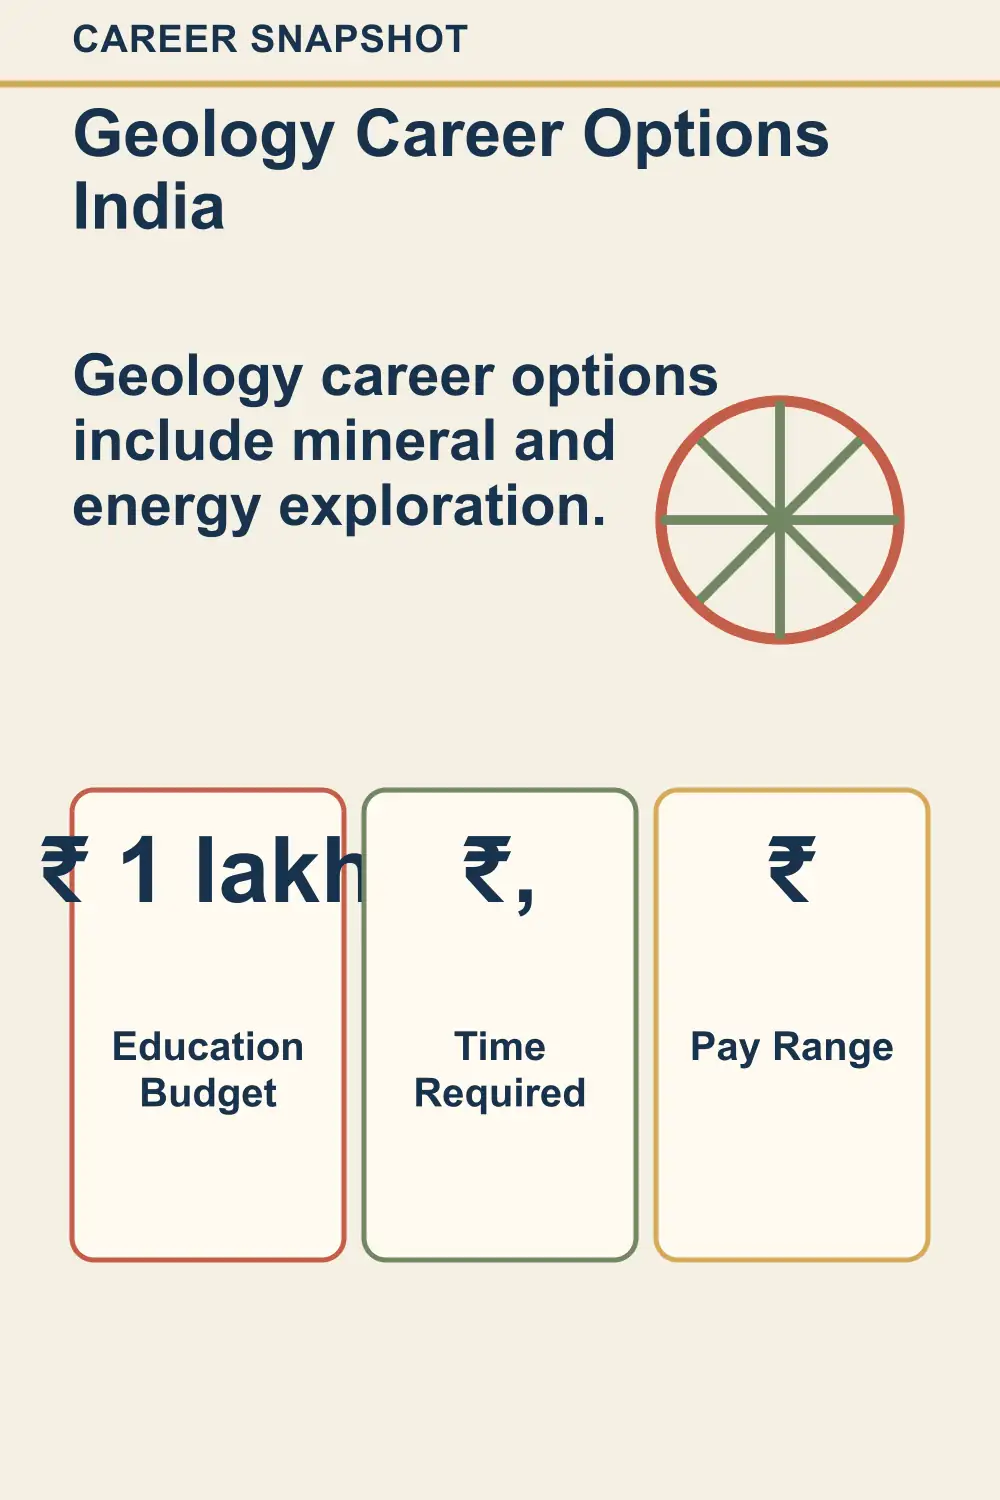 CAREER SNAPSHOT
Geology Career Options
India
Geology career options
include mineral and
energy exploration.
₹ 1 lakh
₹,
₹
Education
Budget
Time
Required
Pay Range